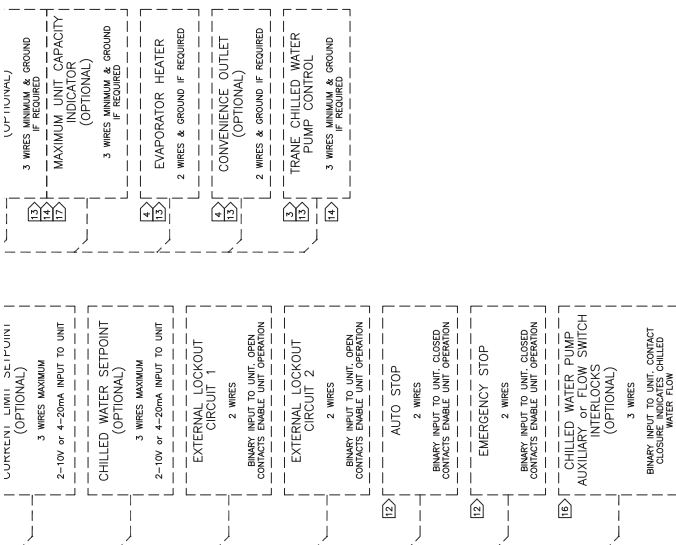 (OPTIONAL)
3 WIRES MINIMUM & GROUND
IF REQUIRED
13
14
17
MAXIMUM UNIT CAPACITY
INDICATOR
(OPTIONAL)
3 WIRES MINIMUM & GROUND
IF REQUIRED
4
13
EVAPORATOR HEATER
2 WIRES & GROUND IF REQUIRED
4
13
CONVENIENCE OUTLET
(OPTIONAL)
2 WIRES & GROUND IF REQUIRED
3
13
14
TRANE CHILLED WATER
PUMP CONTROL
3 WIRES MINIMUM & GROUND
IF REQUIRED
CURRENT LIMIT SETPOINT
(OPTIONAL)
3 WIRES MAXIMUM
2-10V or 4-20mA INPUT TO UNIT
CHILLED WATER SETPOINT
(OPTIONAL)
3 WIRES MAXIMUM
2-10V or 4-20mA INPUT TO UNIT
EXTERNAL LOCKOUT
CIRCUIT 1
2 WIRES
BINARY INPUT TO UNIT. OPEN
CONTACTS ENABLE UNIT OPERATION
EXTERNAL LOCKOUT
CIRCUIT 2
2 WIRES
BINARY INPUT TO UNIT. OPEN
CONTACTS ENABLE UNIT OPERATION
12
AUTO STOP
2 WIRES
BINARY INPUT TO UNIT. CLOSED
CONTACTS ENABLE UNIT OPERATION
12
EMERGENCY STOP
2 WIRES
BINARY INPUT TO UNIT. CLOSED
CONTACTS ENABLE UNIT OPERATION
16
CHILLED WATER PUMP
AUXILIARY or FLOW SWITCH
INTERLOCKS
(OPTIONAL)
3 WIRES
BINARY INPUT TO UNIT. CONTACT
CLOSURE INDICATES CHILLED
WATER FLOW